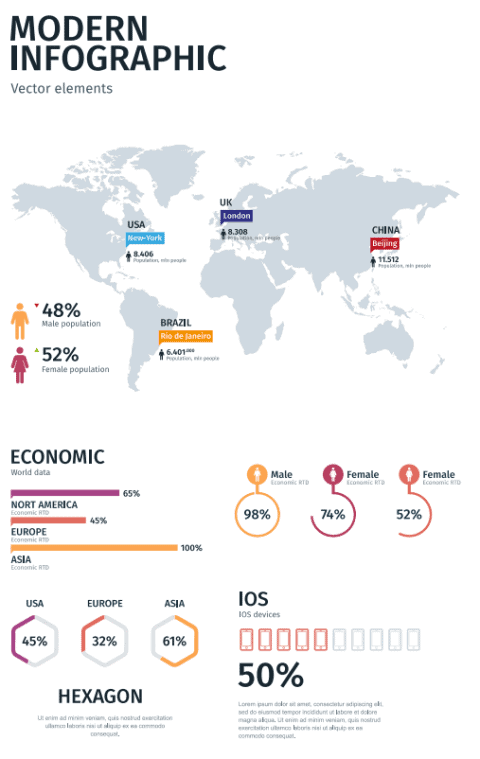 MODERN
INFOGRAPHIC
Vector elements
UK
London
8.308
Population, mln people
USA
New-York
8.406
Population, mln people
CHINA
Beijing
11.512
Population, mln people
48%
Male population
52%
Female population
BRAZIL
Rio de Janeiro
6.401.000
Population, mln people
ECONOMIC
World data
65%
NORT AMERICA
Economic RTD
45%
EUROPE
Economic RTD
100%
ASIA
Economic RTD
Male
Economic RTD
98%
Female
Economic RTD
74%
Female
Economic RTD
52%
USA
45%
EUROPE
32%
ASIA
61%
HEXAGON
Ut enim ad minim veniam, quis nostrud exercitation
ullamco laboris nisi ut aliquip ex ea commodo
consequat.
IOS
IOS devices
50%
Lorem ipsum dolor sit amet, consectetur adipiscing elit,
sed do eiusmod tempor incididunt ut labore et dolore
magna aliqua. Ut enim ad minim veniam, quis nostrud
exercitation ullamco laboris nisi ut aliquip ex ea
commodo consequat.